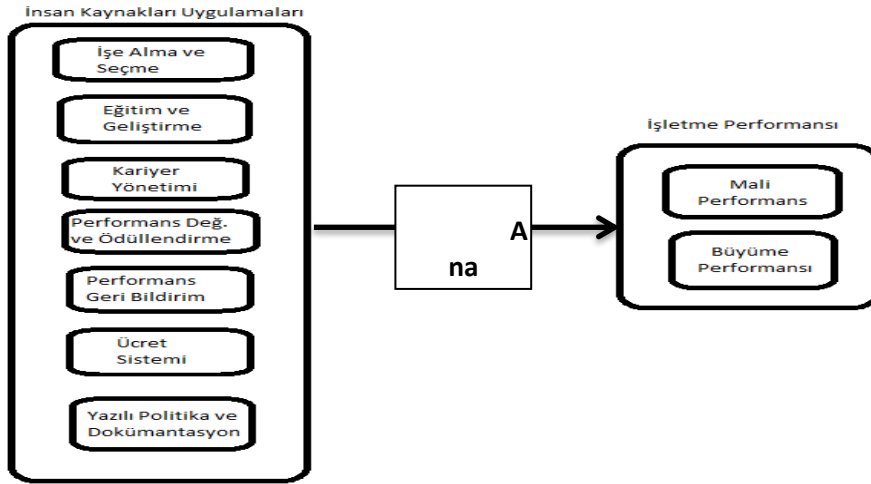 İnsan Kaynakları Uygulamaları
İşe Alma ve
Seçme
Eğitim ve
Geliştirme
Kariyer
Yönetimi
Performans Değ.
ve Ödüllendirme
Performans
Geri Bildirim
Ücret
Sistemi
Yazılı Politika ve
Dokümantasyon
A
na
İşletme Performansı
Mali
Performans
Büyüme
Performansı